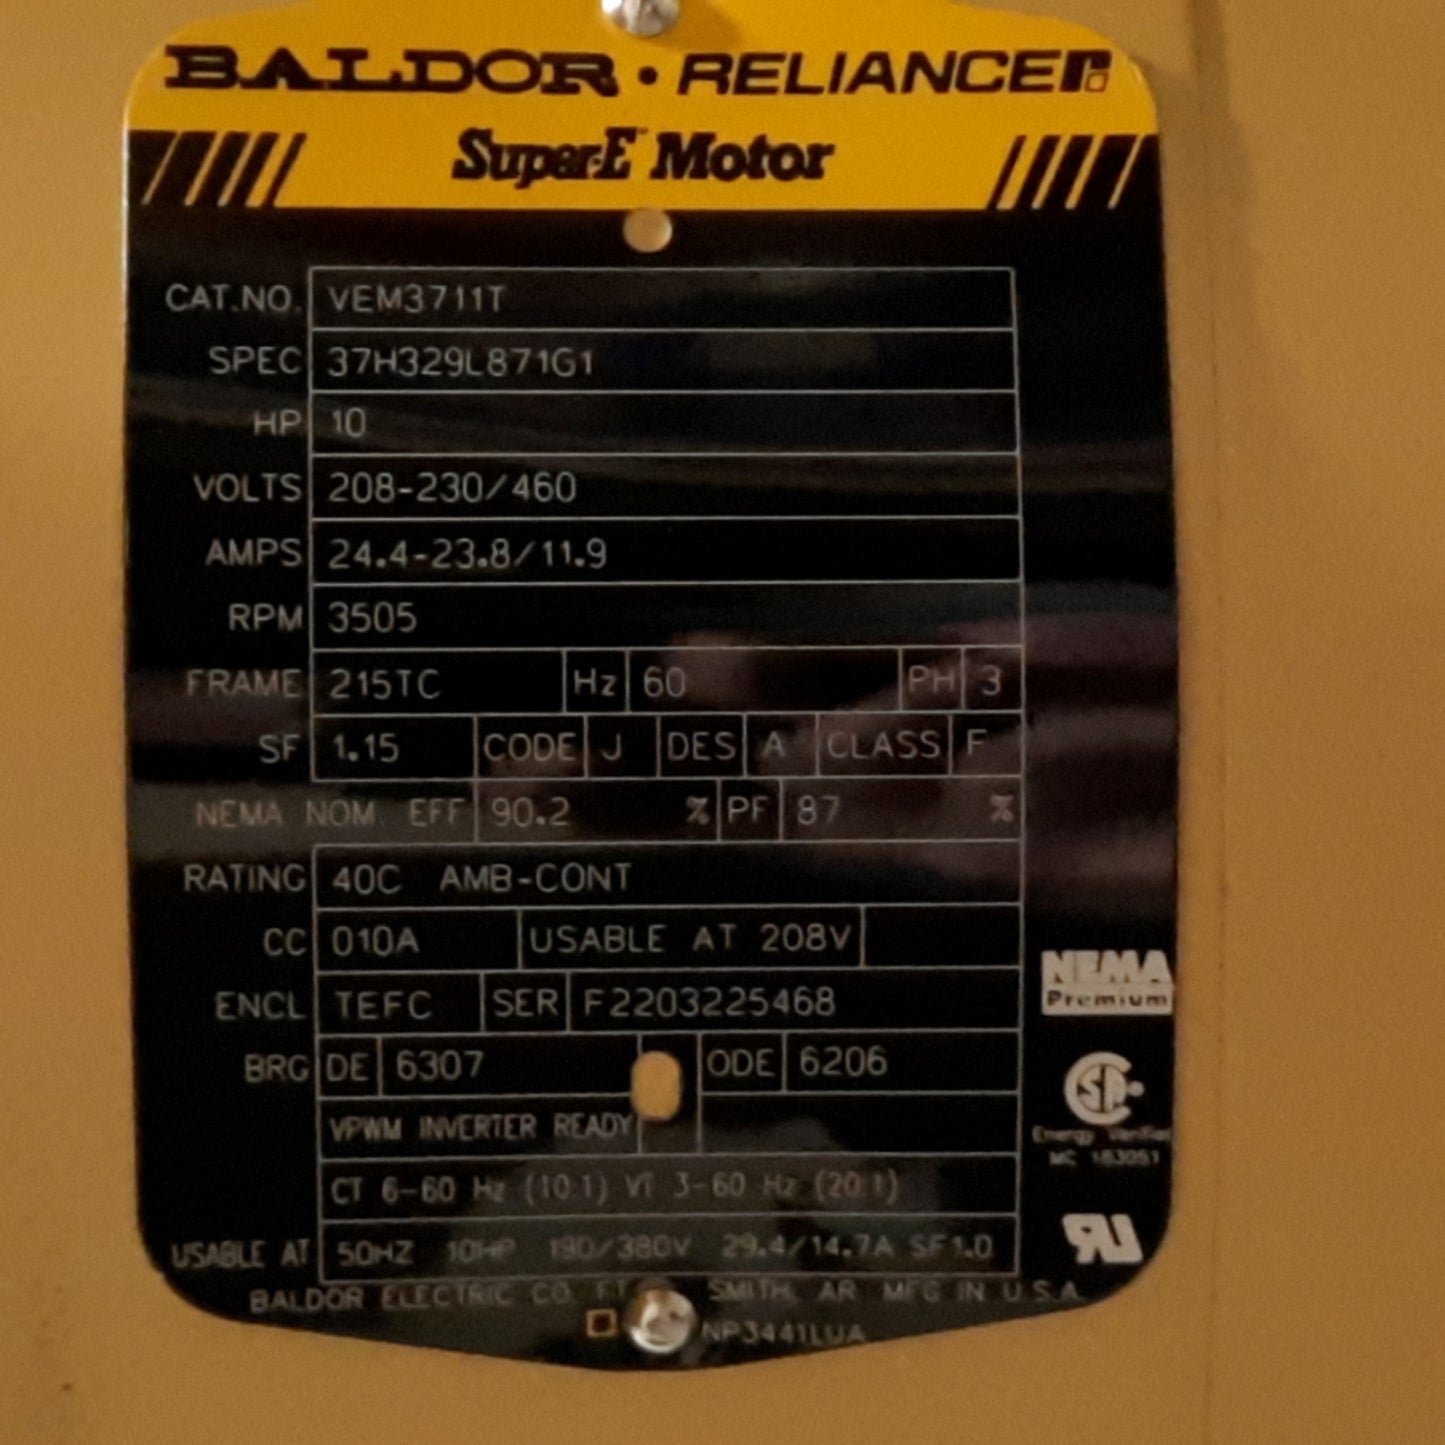 BALDOR • RELIANCE
Super-E™ Motor
CAT.NO. VEM3711T
SPEC 37H329L871G1
HP 10
VOLTS 208-230/460
AMPS 24.4-23.8/11.9
RPM 3505
FRAME 215TC Hz 60 PH 3
SF 1.15 CODE J DES A CLASS F
NEMA NOM. EFF 90.2 % PF 87 %
RATING 40C AMB-CONT
CC 010A USABLE AT 208V
ENCL TEFC SER F2203225468
BRG DE 6307 ODE 6206
VPWM INVERTER READY
CT 6-60 Hz (10:1) VT 3-60 Hz (20:1)
USABLE AT 50HZ 10HP 190/380V 29.4/14.7A SF1.0
BALDOR ELECTRIC CO. FT. SMITH, AR MFG IN U.S.A.
NP3441LUA
NEMA
Premium
Energy Verified
MC 163051